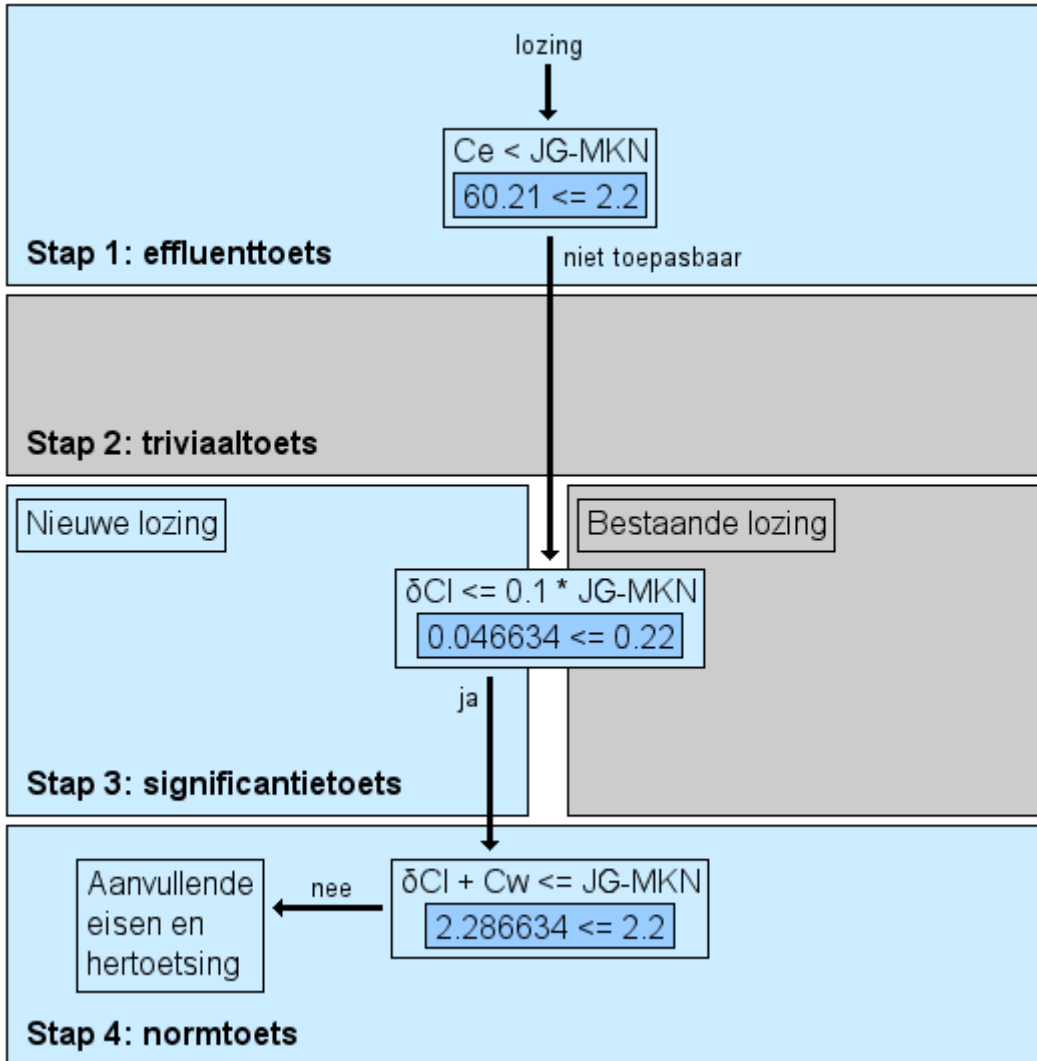 lozing
Ce < JG-MKN
60.21 <= 2.2
Stap 1: effluenttoets
niet toepasbaar
Stap 2: triviaaltoets
Nieuwe lozing
Bestaande lozing
δCl <= 0.1 * JG-MKN
0.046634 <= 0.22
ja
Stap 3: significantietoets
Aanvullende
eisen en
hertoetsing
nee
δCl + Cw <= JG-MKN
2.286634 <= 2.2
Stap 4: normtoets